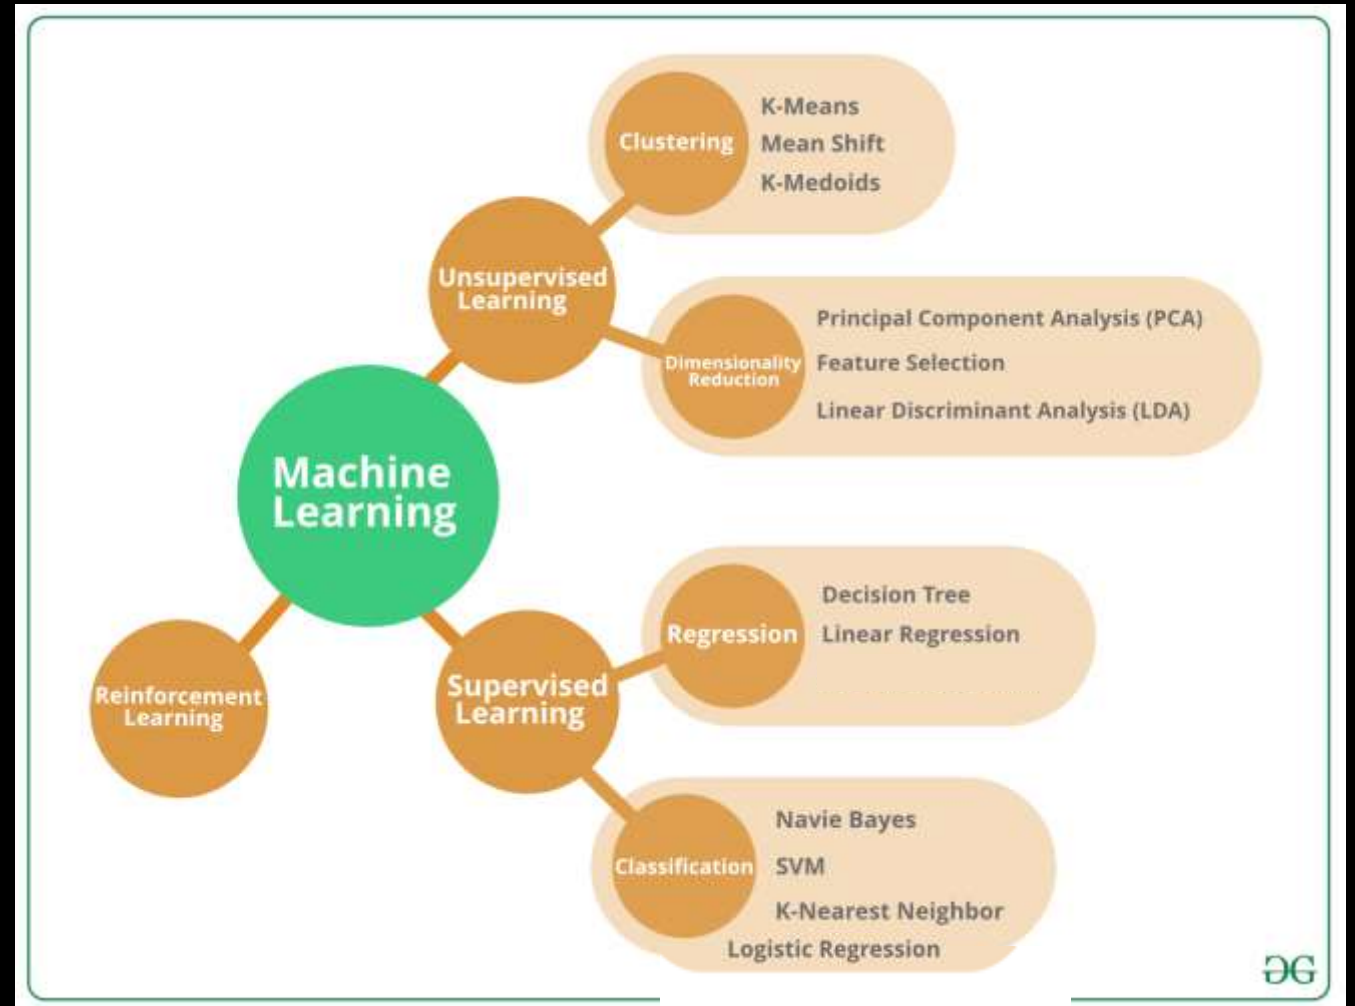 K-Means
Clustering
Mean Shift
K-Medoids
Unsupervised
Learning
Principal Component Analysis (PCA)
Dimensionality
Reduction
Feature Selection
Linear Discriminant Analysis (LDA)
Machine
Learning
Decision Tree
Regression
Linear Regression
Reinforcement
Learning
Supervised
Learning
Navie Bayes
Classification
SVM
K-Nearest Neighbor
Logistic Regression